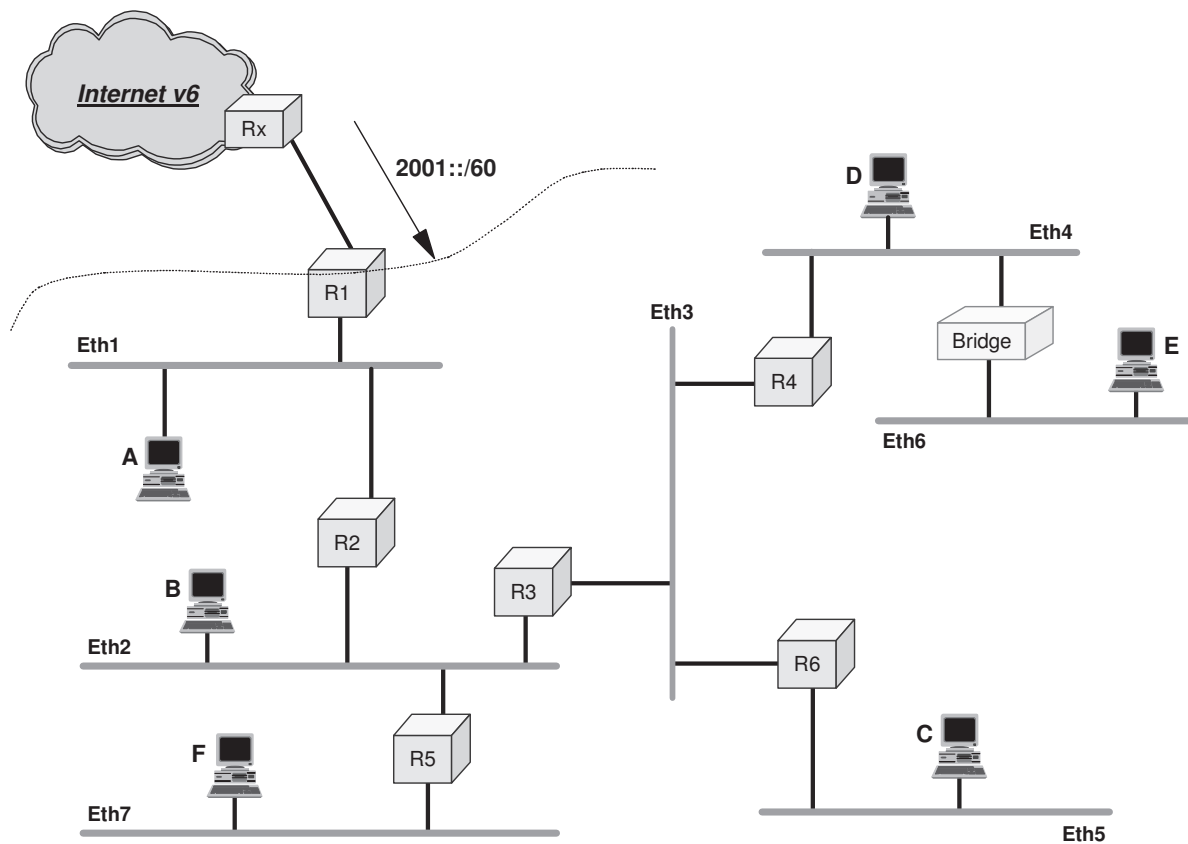 Internet v6
Rx
2001::/60
R1
D
Eth4
Eth3
Eth1
Bridge
E
R4
Eth6
A
R2
B
R3
Eth2
R6
F
R5
C
Eth7
Eth5